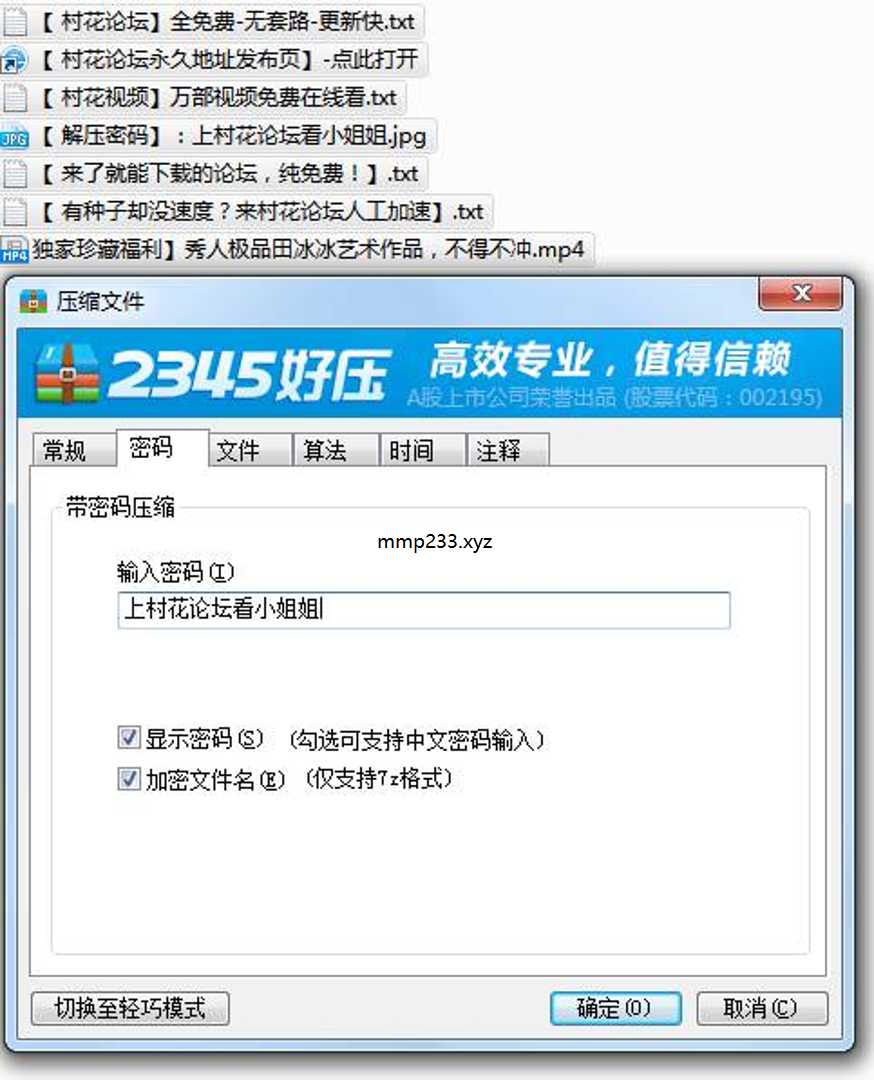 【 村花论坛】全免费-无套路-更新快.txt
【 村花论坛永久地址发布页】-点此打开
【 村花视频】万部视频免费在线看.txt
JPG 【 解压密码】:上村花论坛看小姐姐.jpg
【 来了就能下载的论坛，纯免费！】.txt
【 有种子却没速度？来村花论坛人工加速】.txt
MP4 独家珍藏福利】秀人极品田冰冰艺术作品，不得不冲.mp4
压缩文件
2345好压 高效专业，值得信赖
A股上市公司荣誉出品 (股票代码：002195)
常规 密码 文件 算法 时间 注释
带密码压缩
mmp233.xyz
输入密码(I)
上村花论坛看小姐姐
显示密码(S) (勾选可支持中文密码输入)
加密文件名(E) (仅支持7z格式)
切换至轻巧模式 确定(O) 取消(C)